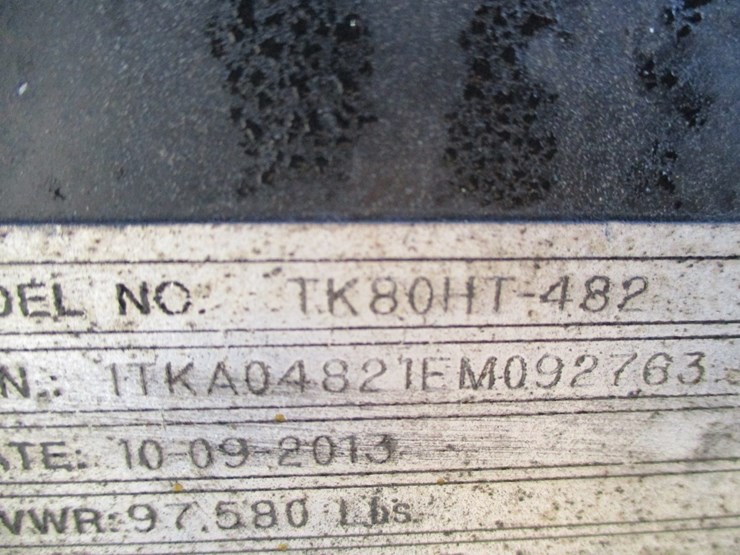 DEL NO. TK80HT-482
N.: 1TKA04821EM092763
ATE: 10-09-2013
VWR: 97,580 Lbs.